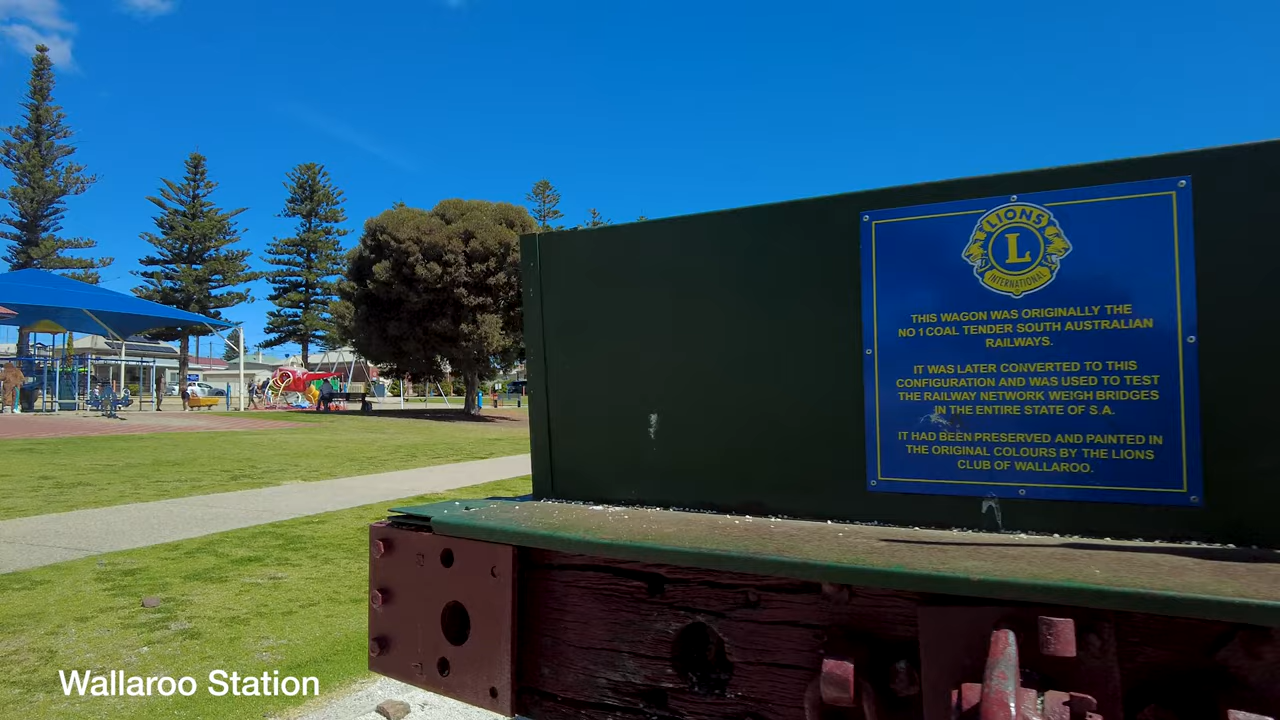 LIONS
L
INTERNATIONAL
THIS WAGON WAS ORIGINALLY THE
NO 1 COAL TENDER SOUTH AUSTRALIAN
RAILWAYS.
IT WAS LATER CONVERTED TO THIS
CONFIGURATION AND WAS USED TO TEST
THE RAILWAY NETWORK WEIGH BRIDGES
IN THE ENTIRE STATE OF S.A.
IT HAD BEEN PRESERVED AND PAINTED IN
THE ORIGINAL COLOURS BY THE LIONS
CLUB OF WALLAROO.
Wallaroo Station